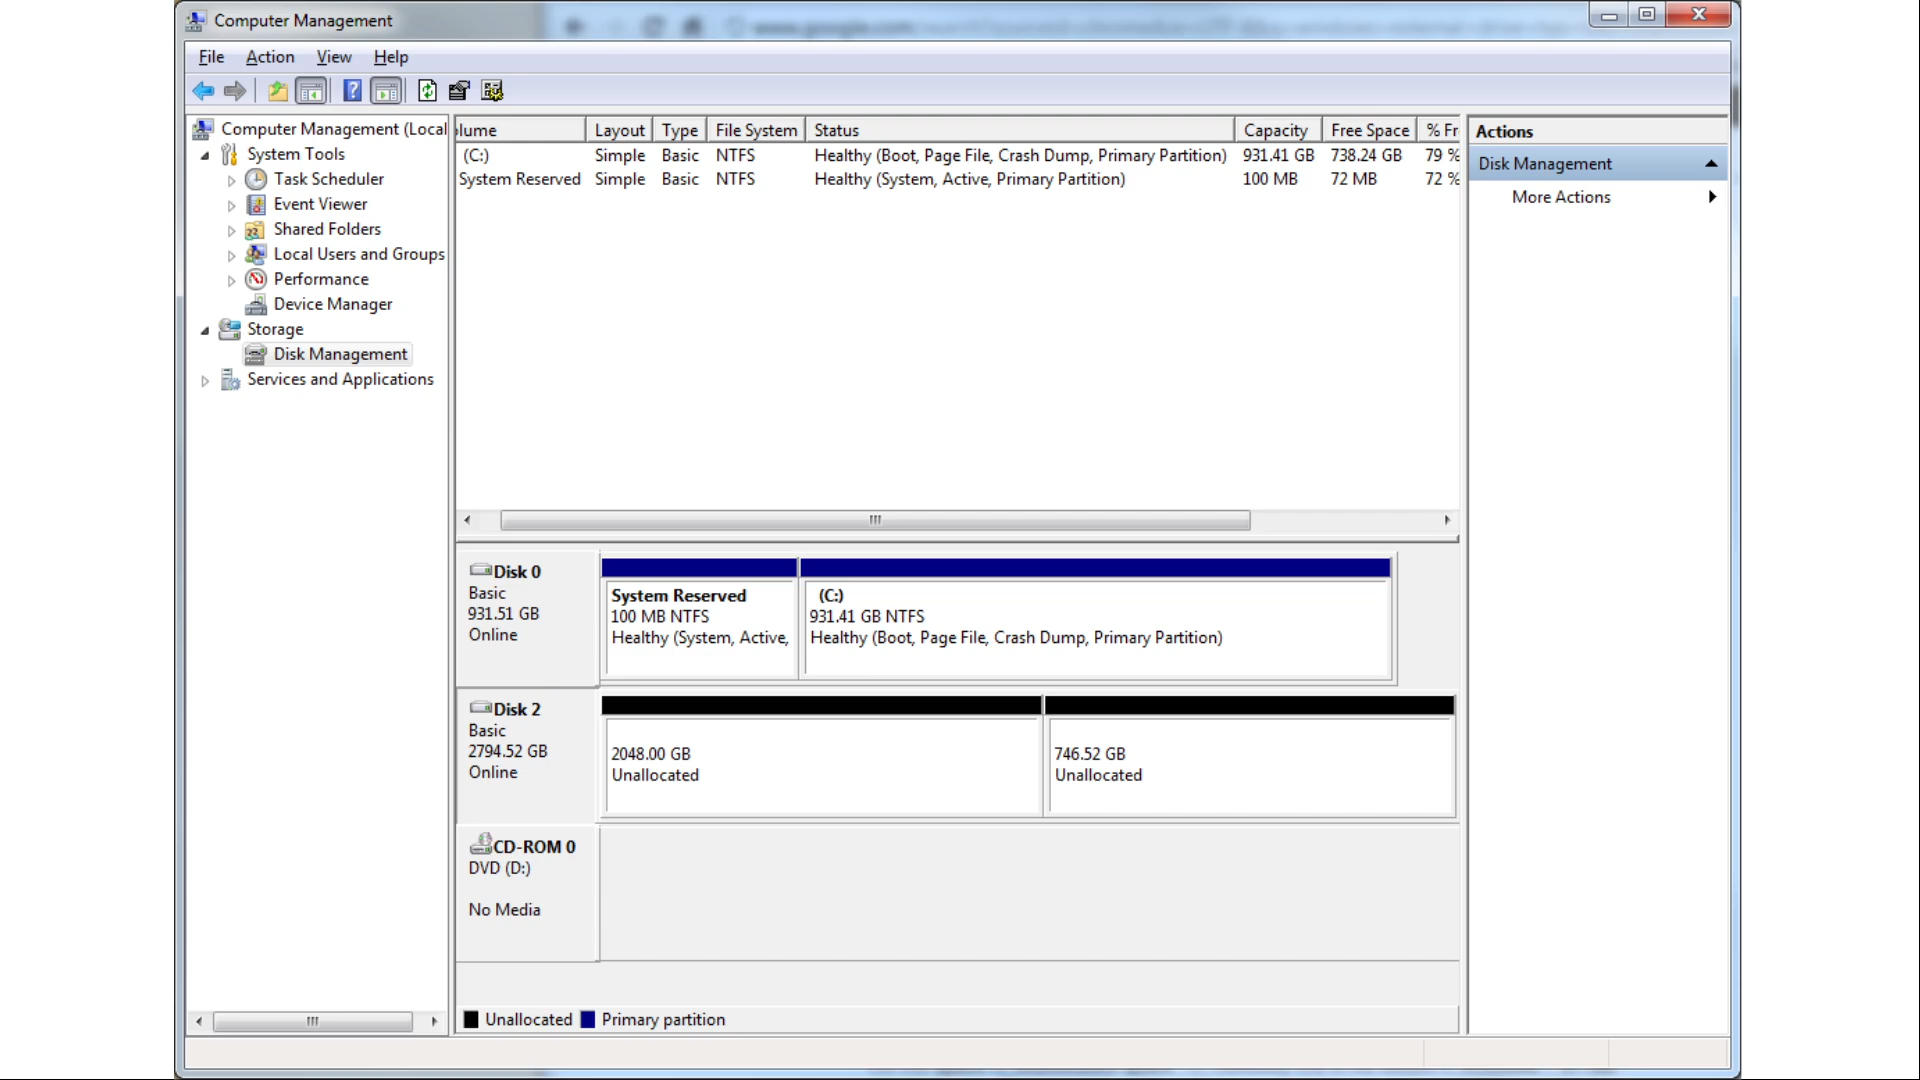 Computer Management
File Action View Help
Computer Management (Local
System Tools
Task Scheduler
Event Viewer
Shared Folders
Local Users and Groups
Performance
Device Manager
Storage
Disk Management
Services and Applications
lume Layout Type File System Status Capacity Free Space % Fr
(C:) Simple Basic NTFS Healthy (Boot, Page File, Crash Dump, Primary Partition) 931.41 GB 738.24 GB 79 %
System Reserved Simple Basic NTFS Healthy (System, Active, Primary Partition) 100 MB 72 MB 72 %
Disk 0
Basic
931.51 GB
Online
System Reserved
100 MB NTFS
Healthy (System, Active,
(C:)
931.41 GB NTFS
Healthy (Boot, Page File, Crash Dump, Primary Partition)
Disk 2
Basic
2794.52 GB
Online
2048.00 GB
Unallocated
746.52 GB
Unallocated
CD-ROM 0
DVD (D:)
No Media
Unallocated Primary partition
Actions
Disk Management
More Actions